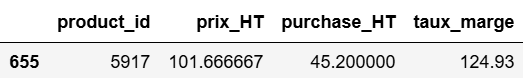 product_id prix_HT purchase_HT taux_marge
655 5917 101.666667 45.200000 124.93